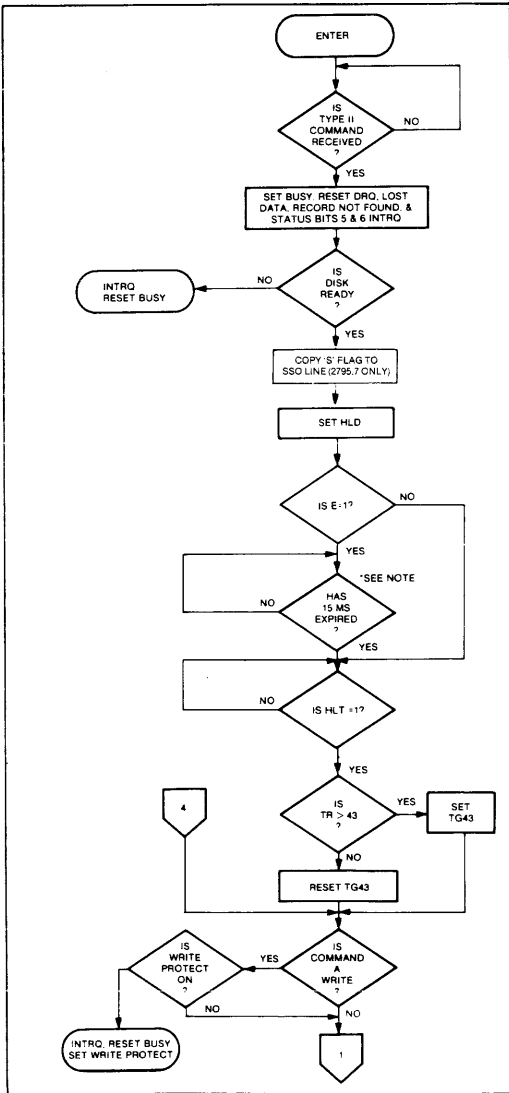 ENTER
IS
TYPE II
COMMAND
RECEIVED
?
NO
YES
SET BUSY, RESET DRQ, LOST
DATA, RECORD NOT FOUND, &
STATUS BITS 5 & 6 INTRQ
IS
DISK
READY
?
NO
INTRQ
RESET BUSY
YES
COPY 'S' FLAG TO
SSO LINE (2795,7 ONLY)
SET HLD
IS E=1?
NO
YES
*SEE NOTE
HAS
15 MS
EXPIRED
?
NO
YES
IS HLT =1?
NO
YES
4
IS
TR > 43
?
YES
SET
TG43
NO
RESET TG43
IS
COMMAND
A
WRITE
?
YES
IS
WRITE
PROTECT
ON
?
NO
NO
INTRQ, RESET BUSY
SET WRITE PROTECT
1